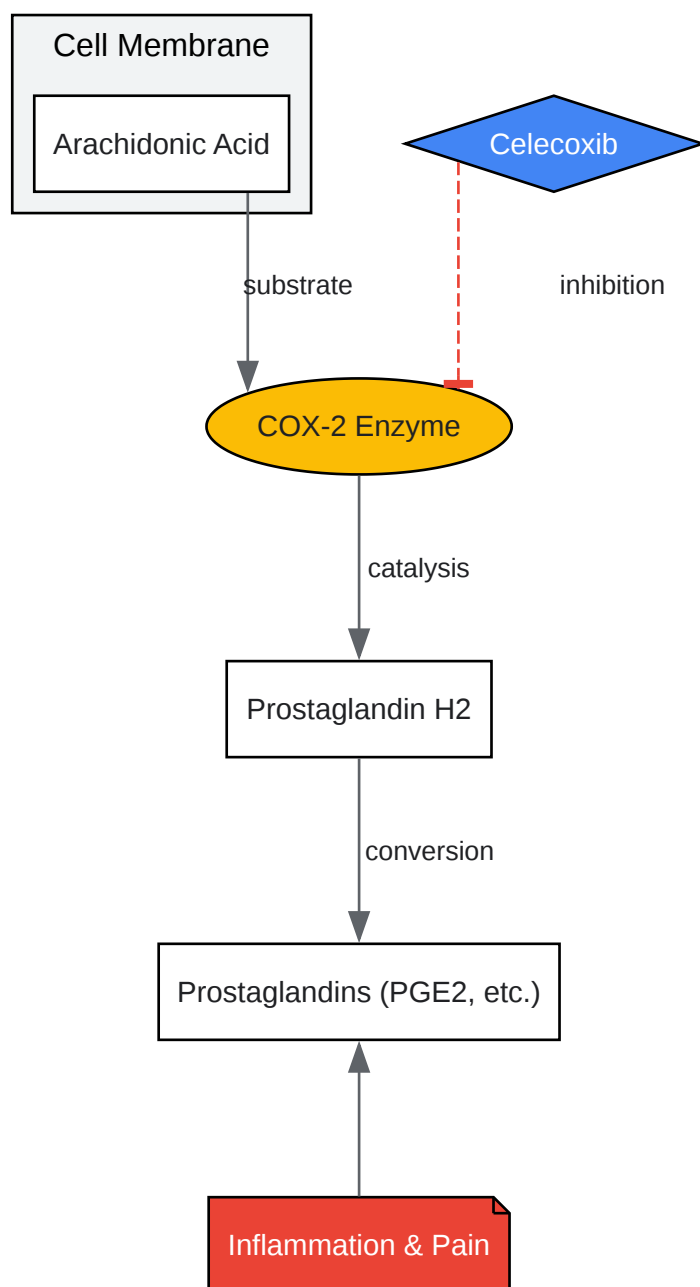 Cell Membrane
Arachidonic Acid
Celecoxib
substrate
inhibition
COX-2 Enzyme
catalysis
Prostaglandin H2
conversion
Prostaglandins (PGE2, etc.)
Inflammation & Pain